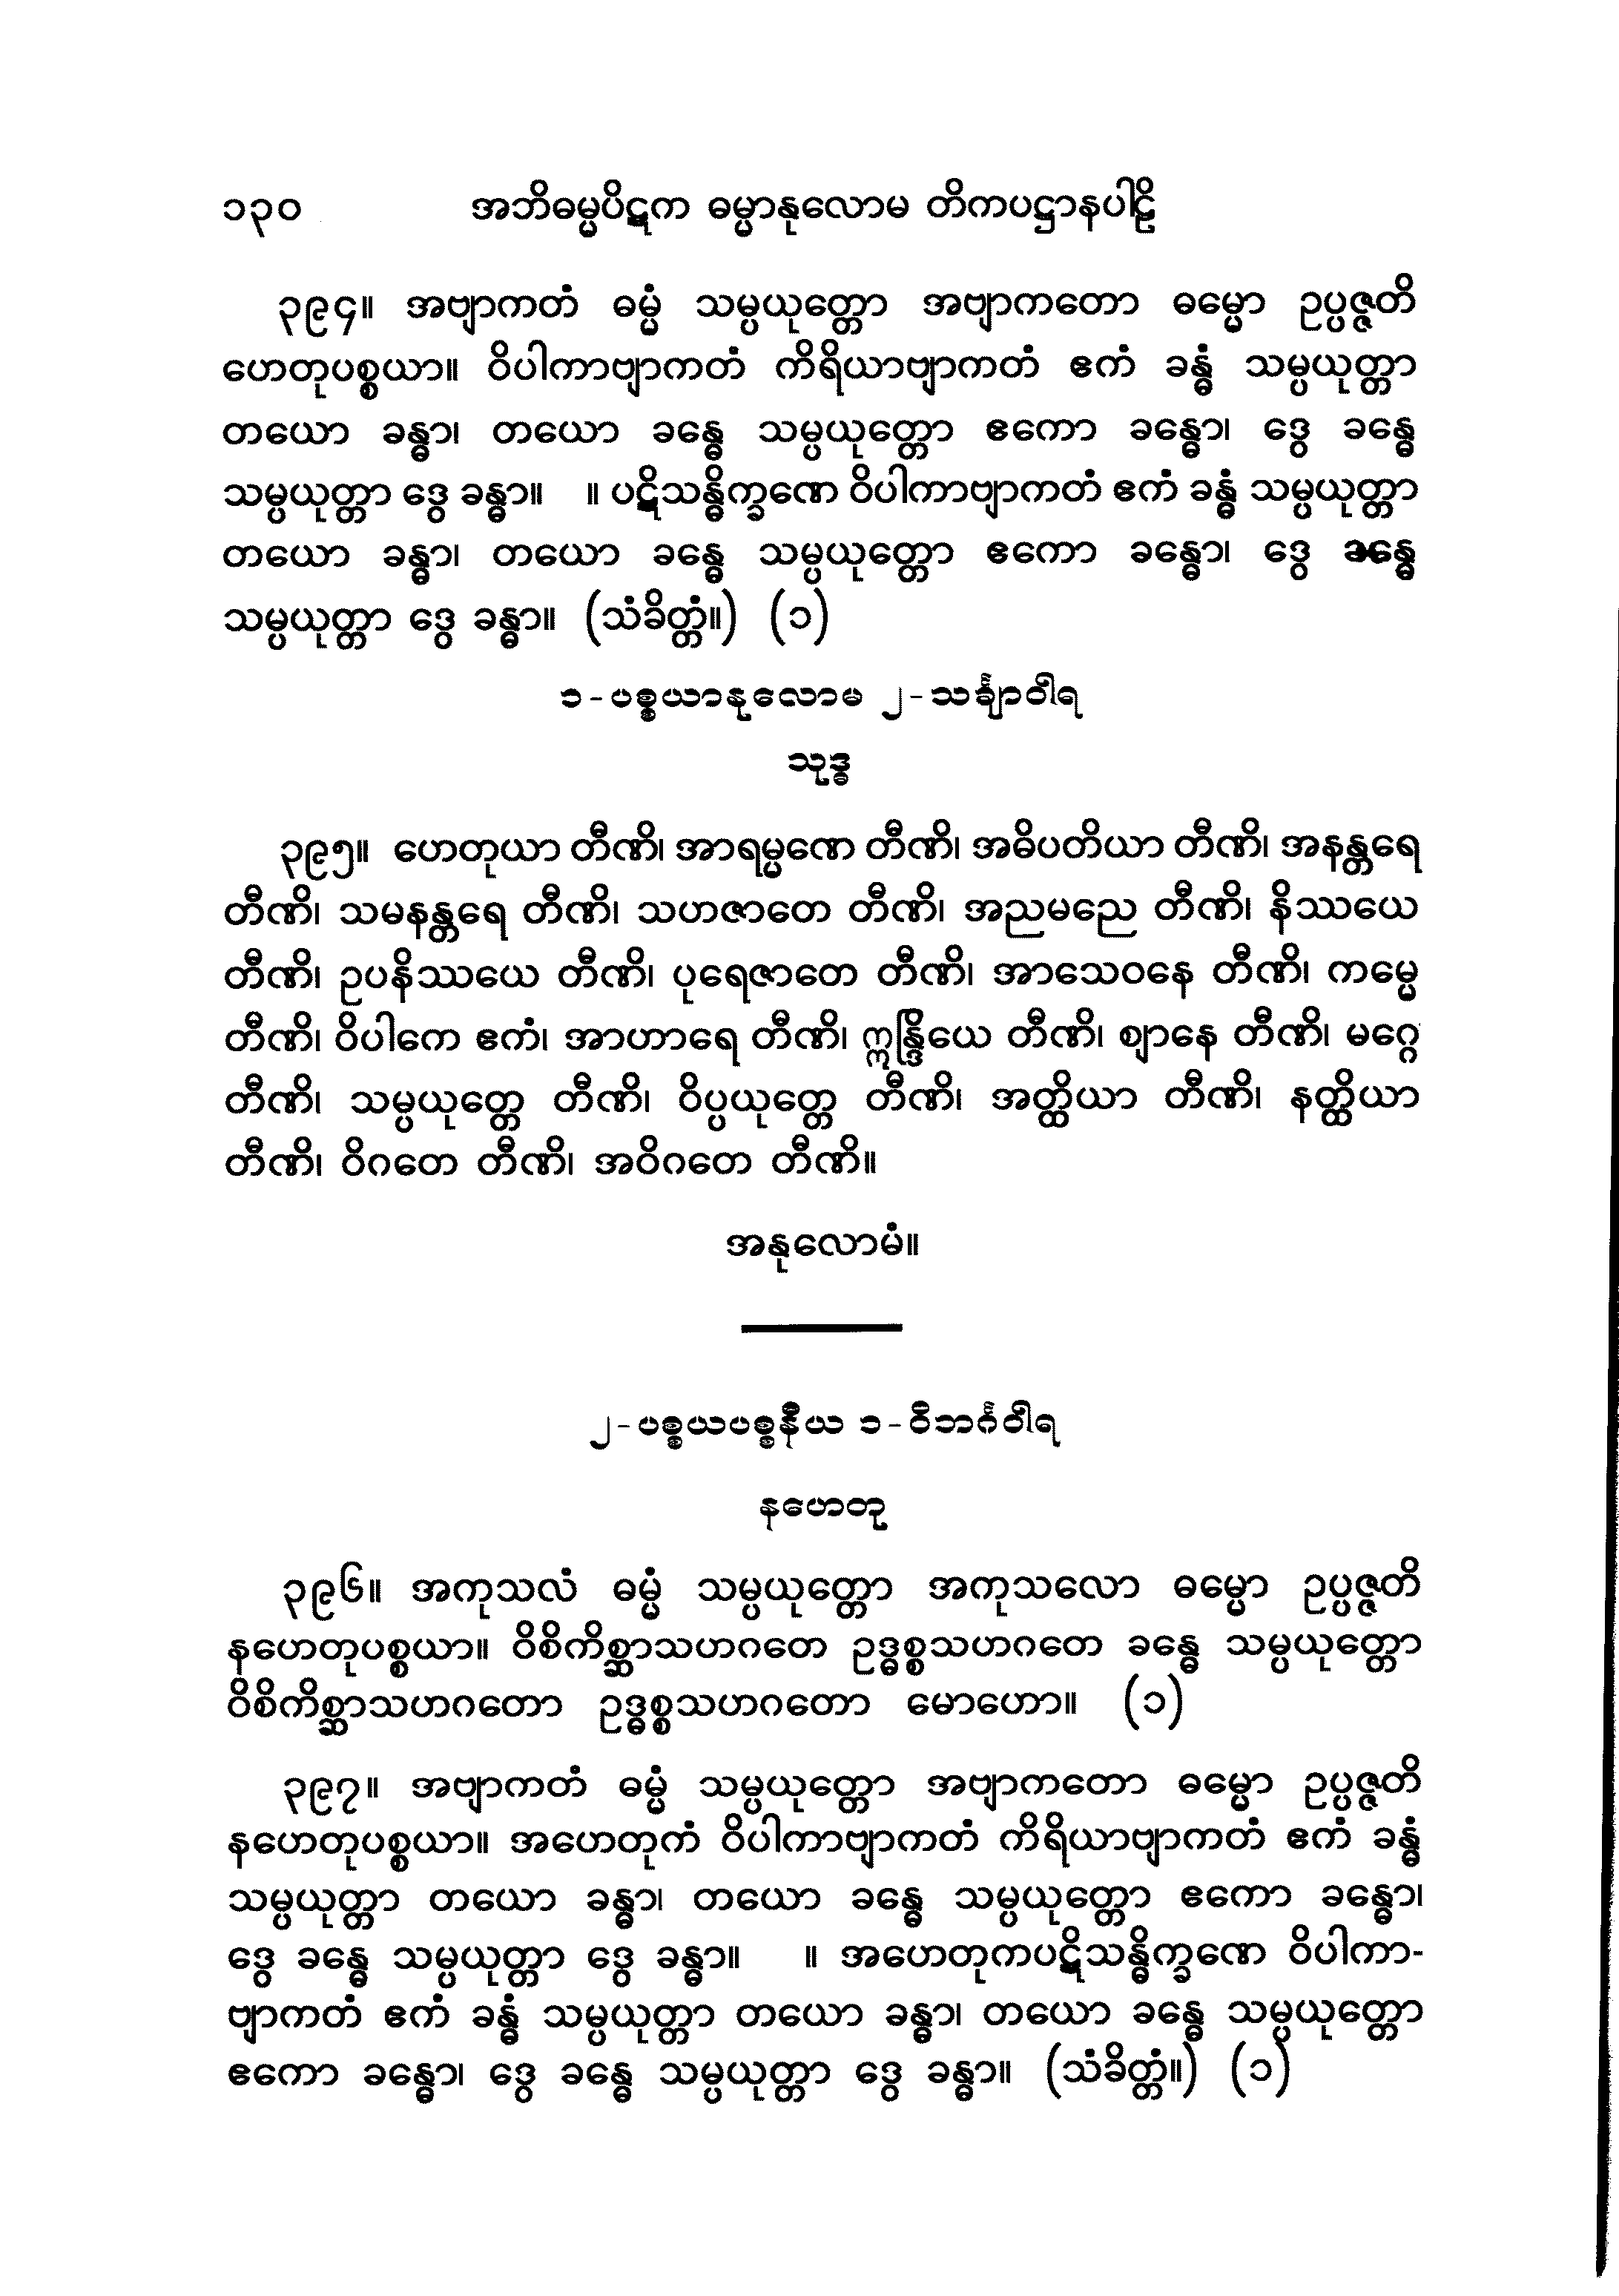 ၁၃၀ အဘိဓမ္မပိဋက ဓမ္မာနုလောမ တိကပဋ္ဌာနပါဠိ
၃၉၄။ အဗျာကတံ ဓမ္မံ သမ္ပယုတ္တော အဗျာကတော ဓမ္မော ဥပ္ပဇ္ဇတိ
ဟေတုပစ္စယာ။ ဝိပါကာဗျာကတံ ကိရိယာဗျာကတံ ဧကံ ခန္ဓံ သမ္ပယုတ္တာ
တယော ခန္ဓာ၊ တယော ခန္ဓေ သမ္ပယုတ္တော ဧကော ခန္ဓော၊ ဒွေ ခန္ဓေ
သမ္ပယုတ္တာ ဒွေ ခန္ဓာ။ ။ ပဋိသန္ဓိက္ခဏေ ဝိပါကာဗျာကတံ ဧကံ ခန္ဓံ သမ္ပယုတ္တာ
တယော ခန္ဓာ၊ တယော ခန္ဓေ သမ္ပယုတ္တော ဧကော ခန္ဓော၊ ဒွေ ခန္ဓေ
သမ္ပယုတ္တာ ဒွေ ခန္ဓာ။ (သံခိတ္တံ။) (၁)
၁-ပစ္စယာနုလောမ ၂-သင်္ချာဝါရ
သုဒ္ဓ
၃၉၅။ ဟေတုယာ တီဏိ၊ အာရမ္မဏေ တီဏိ၊ အဓိပတိယာ တီဏိ၊ အနန္တရေ
တီဏိ၊ သမနန္တရေ တီဏိ၊ သဟဇာတေ တီဏိ၊ အညမညေ တီဏိ၊ နိဿယေ
တီဏိ၊ ဥပနိဿယေ တီဏိ၊ ပုရေဇာတေ တီဏိ၊ အာသေဝနေ တီဏိ၊ ကမ္မေ
တီဏိ၊ ဝိပါကေ ဧကံ၊ အာဟာရေ တီဏိ၊ ဣန္ဒြိယေ တီဏိ၊ ဈာနေ တီဏိ၊ မဂ္ဂေ
တီဏိ၊ သမ္ပယုတ္တေ တီဏိ၊ ဝိပ္ပယုတ္တေ တီဏိ၊ အတ္ထိယာ တီဏိ၊ နတ္ထိယာ
တီဏိ၊ ဝိဂတေ တီဏိ၊ အဝိဂတေ တီဏိ။
အနုလောမံ။
၂-ပစ္စယပစ္စနီယ ၁-ဝိဘင်္ဂဝါရ
နဟေတု
၃၉၆။ အကုသလံ ဓမ္မံ သမ္ပယုတ္တော အကုသလော ဓမ္မော ဥပ္ပဇ္ဇတိ
နဟေတုပစ္စယာ။ ဝိစိကိစ္ဆာသဟဂတေ ဥဒ္ဓစ္စသဟဂတေ ခန္ဓေ သမ္ပယုတ္တော
ဝိစိကိစ္ဆာသဟဂတော ဥဒ္ဓစ္စသဟဂတော မောဟော။ (၁)
၃၉၇။ အဗျာကတံ ဓမ္မံ သမ္ပယုတ္တော အဗျာကတော ဓမ္မော ဥပ္ပဇ္ဇတိ
နဟေတုပစ္စယာ။ အဟေတုကံ ဝိပါကာဗျာကတံ ကိရိယာဗျာကတံ ဧကံ ခန္ဓံ
သမ္ပယုတ္တာ တယော ခန္ဓာ၊ တယော ခန္ဓေ သမ္ပယုတ္တော ဧကော ခန္ဓော၊
ဒွေ ခန္ဓေ သမ္ပယုတ္တာ ဒွေ ခန္ဓာ။ ။ အဟေတုကပဋိသန္ဓိက္ခဏေ ဝိပါကာ-
ဗျာကတံ ဧကံ ခန္ဓံ သမ္ပယုတ္တာ တယော ခန္ဓာ၊ တယော ခန္ဓေ သမ္ပယုတ္တော
ဧကော ခန္ဓော၊ ဒွေ ခန္ဓေ သမ္ပယုတ္တာ ဒွေ ခန္ဓာ။ (သံခိတ္တံ။) (၁)